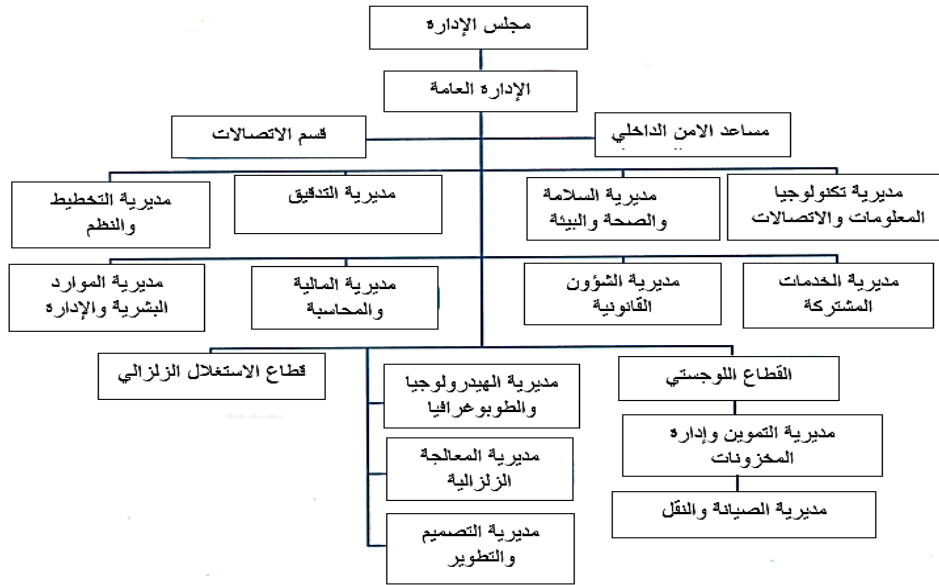 مجلس الإدارة
الإدارة العامة
مساعد الامن الداخلي
قسم الاتصالات
مديرية تكنولوجيا
المعلومات والاتصالات
مديرية السلامة
والصحة والبيئة
مديرية التدقيق
مديرية التخطيط
والنظم
مديرية الخدمات
المشتركة
مديرية الشؤون
القانونية
مديرية المالية
والمحاسبة
مديرية الموارد
البشرية والإدارة
القطاع اللوجستي
قطاع الاستغلال الزلزالي
مديرية التموين وإدارة
المخزونات
مديرية الصيانة والنقل
مديرية الهيدرولوجيا
والطوبوغرافيا
مديرية المعالجة
الزلزالية
مديرية التصميم
والتطوير